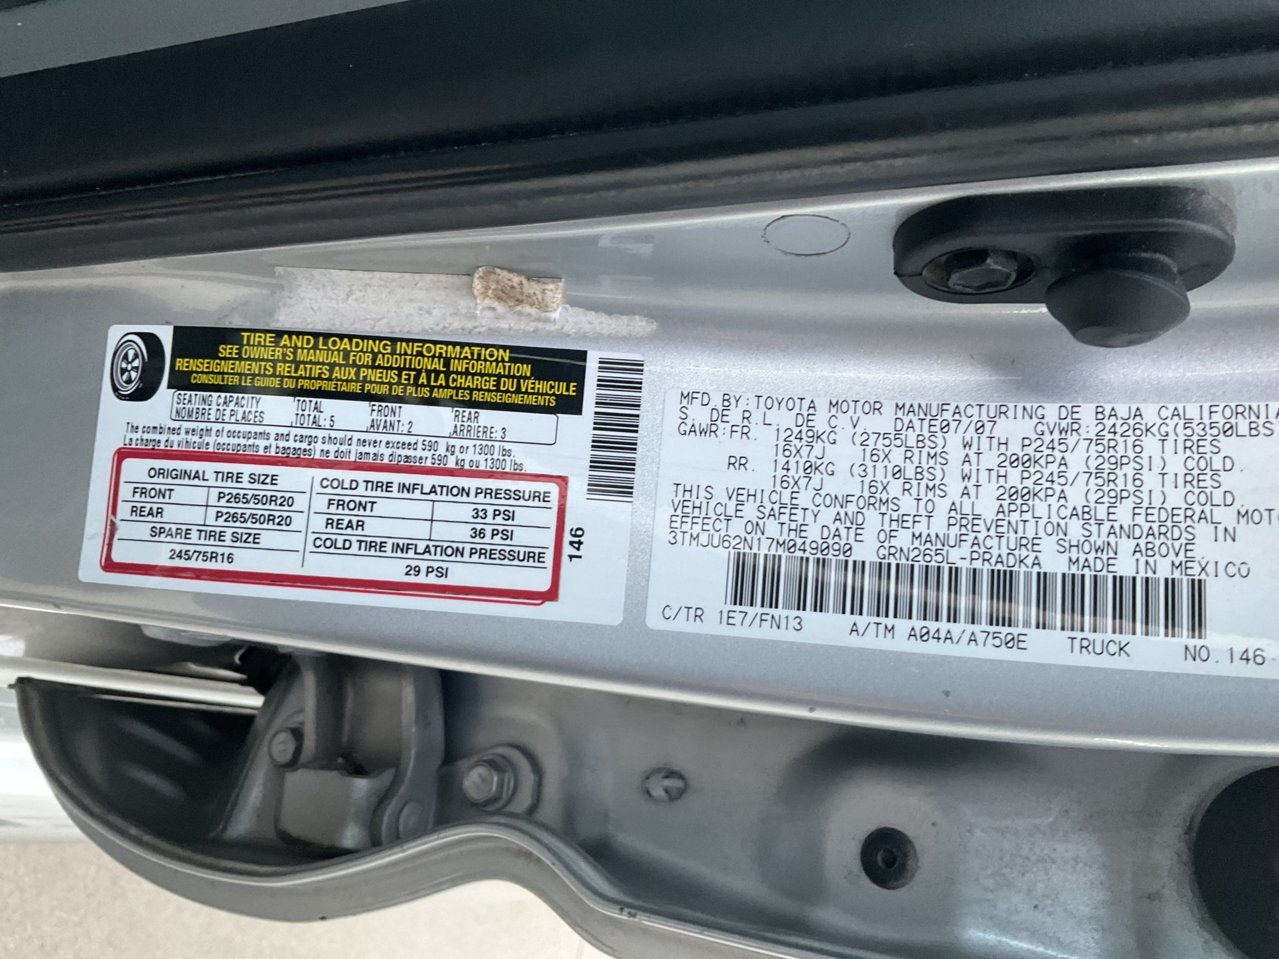 TIRE AND LOADING INFORMATION
SEE OWNER'S MANUAL FOR ADDITIONAL INFORMATION
RENSEIGNEMENTS RELATIFS AUX PNEUS ET À LA CHARGE DU VÉHICULE
CONSULTER LE GUIDE DU PROPRIÉTAIRE POUR DE PLUS AMPLES RENSEIGNEMENTS
SEATING CAPACITY TOTAL FRONT REAR
NOMBRE DE PLACES TOTAL: 5 AVANT: 2 ARRIERE: 3
The combined weight of occupants and cargo should never exceed 590 kg or 1300 lbs.
La charge du véhicule (occupants et bagages) ne doit jamais dépasser 590 kg ou 1300 lbs.
ORIGINAL TIRE SIZE COLD TIRE INFLATION PRESSURE
FRONT P265/50R20 FRONT 33 PSI
REAR P265/50R20 REAR 36 PSI
SPARE TIRE SIZE COLD TIRE INFLATION PRESSURE
245/75R16 29 PSI
146
MFD.BY:TOYOTA MOTOR MANUFACTURING DE BAJA CALIFORNIA
S. DE R.L. DE C.V. DATE07/07 GVWR:2426KG(5350LBS)
GAWR:FR. 1249KG (2755LBS) WITH P245/75R16 TIRES
16X7J 16X RIMS AT 200KPA (29PSI) COLD.
RR. 1410KG (3110LBS) WITH P245/75R16 TIRES
16X7J 16X RIMS AT 200KPA (29PSI) COLD.
THIS VEHICLE CONFORMS TO ALL APPLICABLE FEDERAL MOTO
VEHICLE SAFETY AND THEFT PREVENTION STANDARDS IN
EFFECT ON THE DATE OF MANUFACTURE SHOWN ABOVE.
3TMJU62N17M049090 GRN265L-PRADKA MADE IN MEXICO
C/TR 1E7/FN13 A/TM A04A/A750E TRUCK NO.146